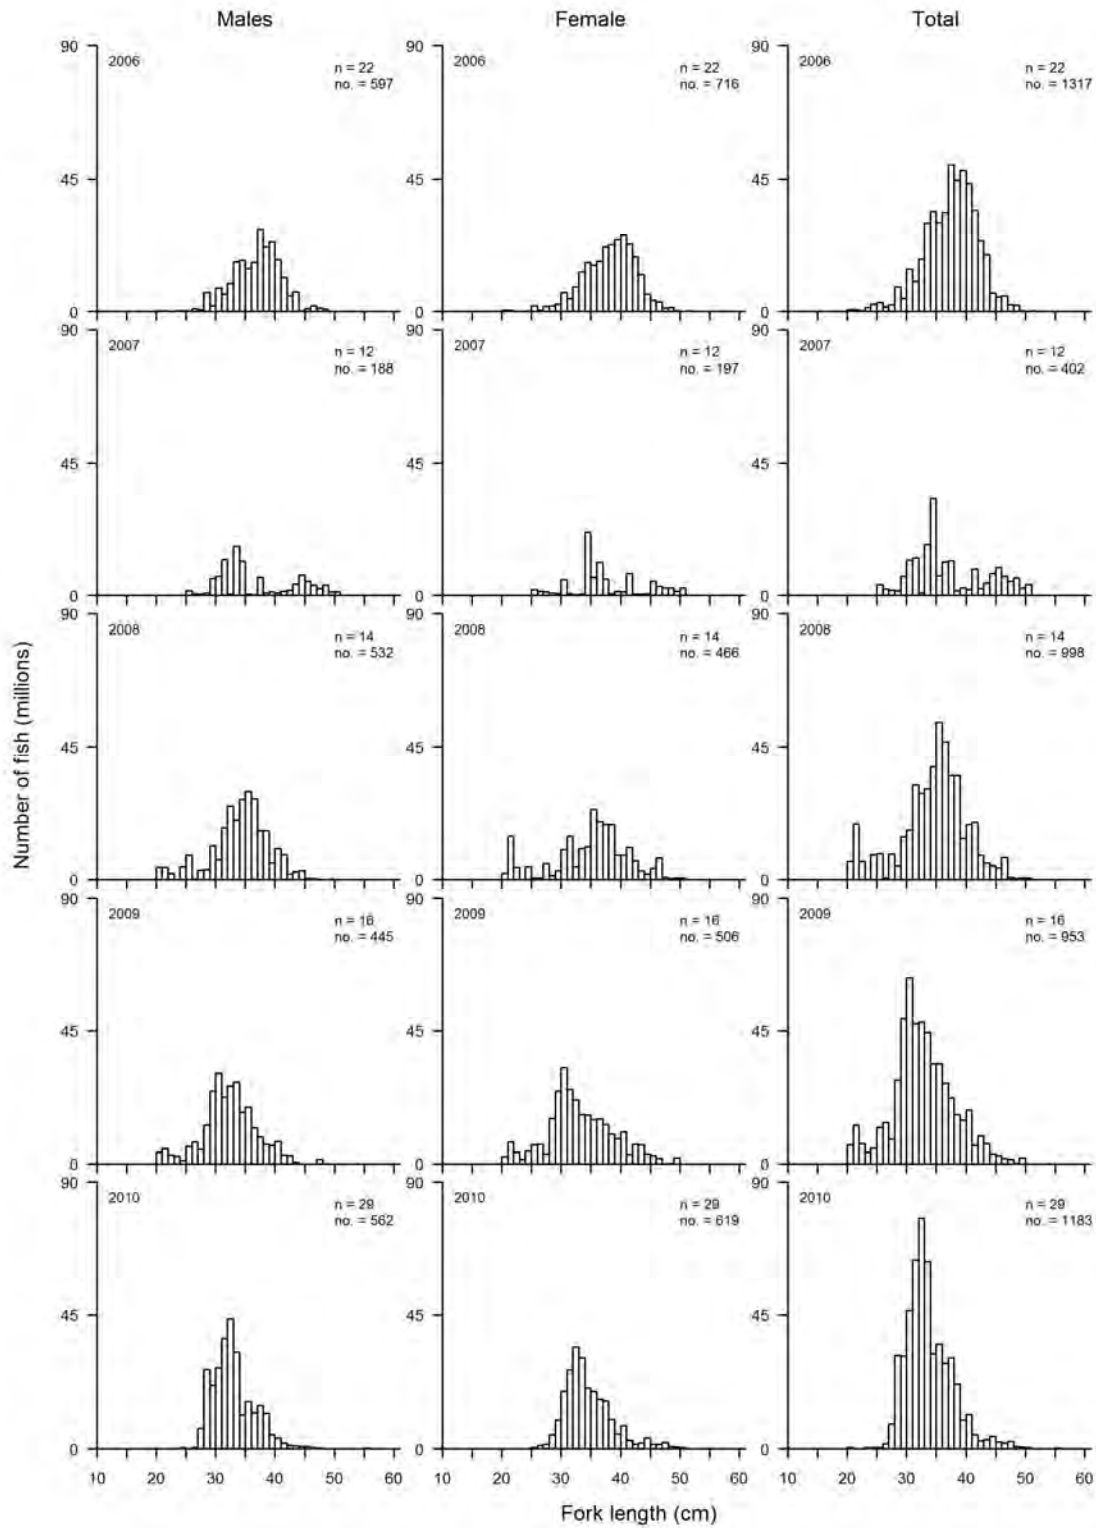 Males Female Total
90 2006 n = 22 90 2006 n = 22 90 2006 n = 22
no. = 597 no. = 716 no. = 1317
45 45 45
0 0 0
90 2007 n = 12 90 2007 n = 12 90 2007 n = 12
no. = 188 no. = 197 no. = 402
45 45 45
0 0 0
90 2008 n = 14 90 2008 n = 14 90 2008 n = 14
no. = 532 no. = 466 no. = 998
Number of fish (millions)
45 45 45
0 0 0
90 2009 n = 16 90 2009 n = 16 90 2009 n = 16
no. = 445 no. = 506 no. = 953
45 45 45
0 0 0
90 2010 n = 29 90 2010 n = 29 90 2010 n = 29
no. = 562 no. = 619 no. = 1183
45 45 45
0 0 0
10 20 30 40 50 60 10 20 30 40 50 60 10 20 30 40 50 60
Fork length (cm)